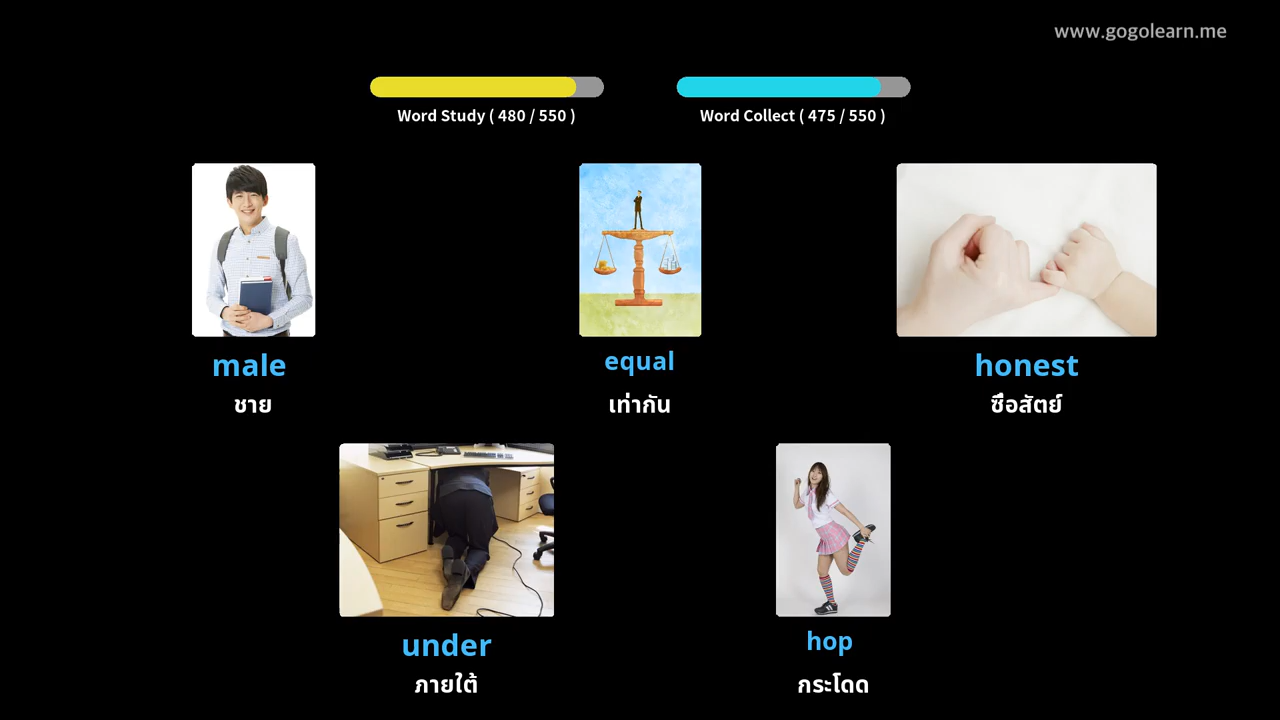 www.gogolearn.me
Word Study ( 480 / 550 )
Word Collect ( 475 / 550 )
male
ชาย
equal
เท่ากัน
honest
ซื่อสัตย์
under
ภายใต้
hop
กระโดด